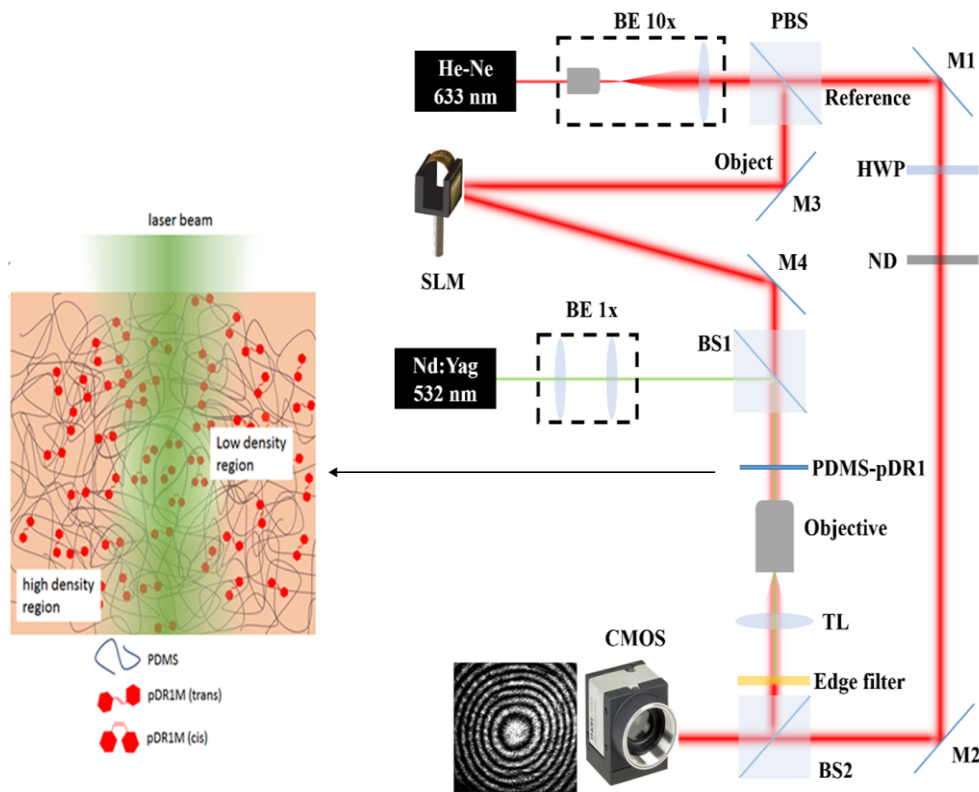 BE 10x
PBS
M1
He-Ne
633 nm
Reference
Object
HWP
M3
laser beam
ND
SLM
M4
BE 1x
BS1
Nd:Yag
532 nm
Low density
region
PDMS-pDR1
Objective
high density
region
TL
CMOS
PDMS
Edge filter
pDR1M (trans)
pDR1M (cis)
M2
BS2